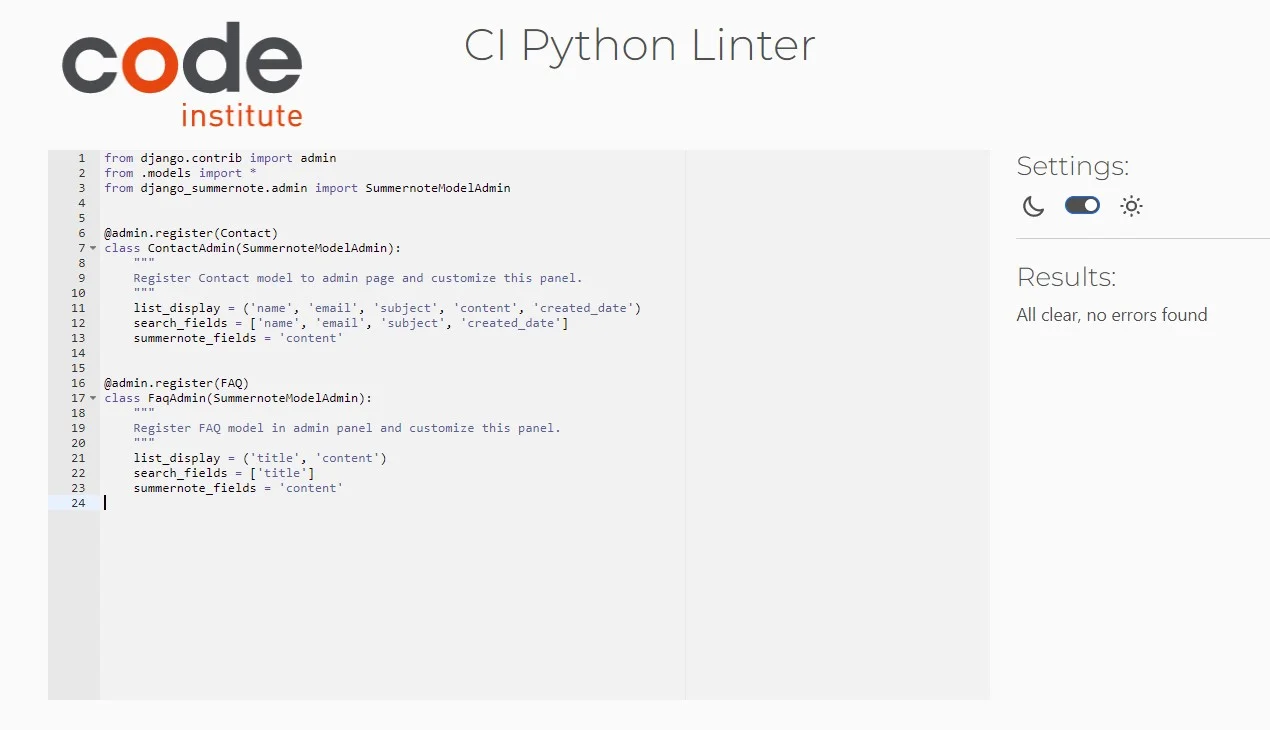 code
institute
CI Python Linter
1 from django.contrib import admin
2 from .models import *
3 from django_summernote.admin import SummernoteModelAdmin
4
5
6 @admin.register(Contact)
7 class ContactAdmin(SummernoteModelAdmin):
8     """
9     Register Contact model to admin page and customize this panel.
10     """
11     list_display = ('name', 'email', 'subject', 'content', 'created_date')
12     search_fields = ['name', 'email', 'subject', 'created_date']
13     summernote_fields = 'content'
14
15
16 @admin.register(FAQ)
17 class FaqAdmin(SummernoteModelAdmin):
18     """
19     Register FAQ model in admin panel and customize this panel.
20     """
21     list_display = ('title', 'content')
22     search_fields = ['title']
23     summernote_fields = 'content'
24
Settings:
Results:
All clear, no errors found